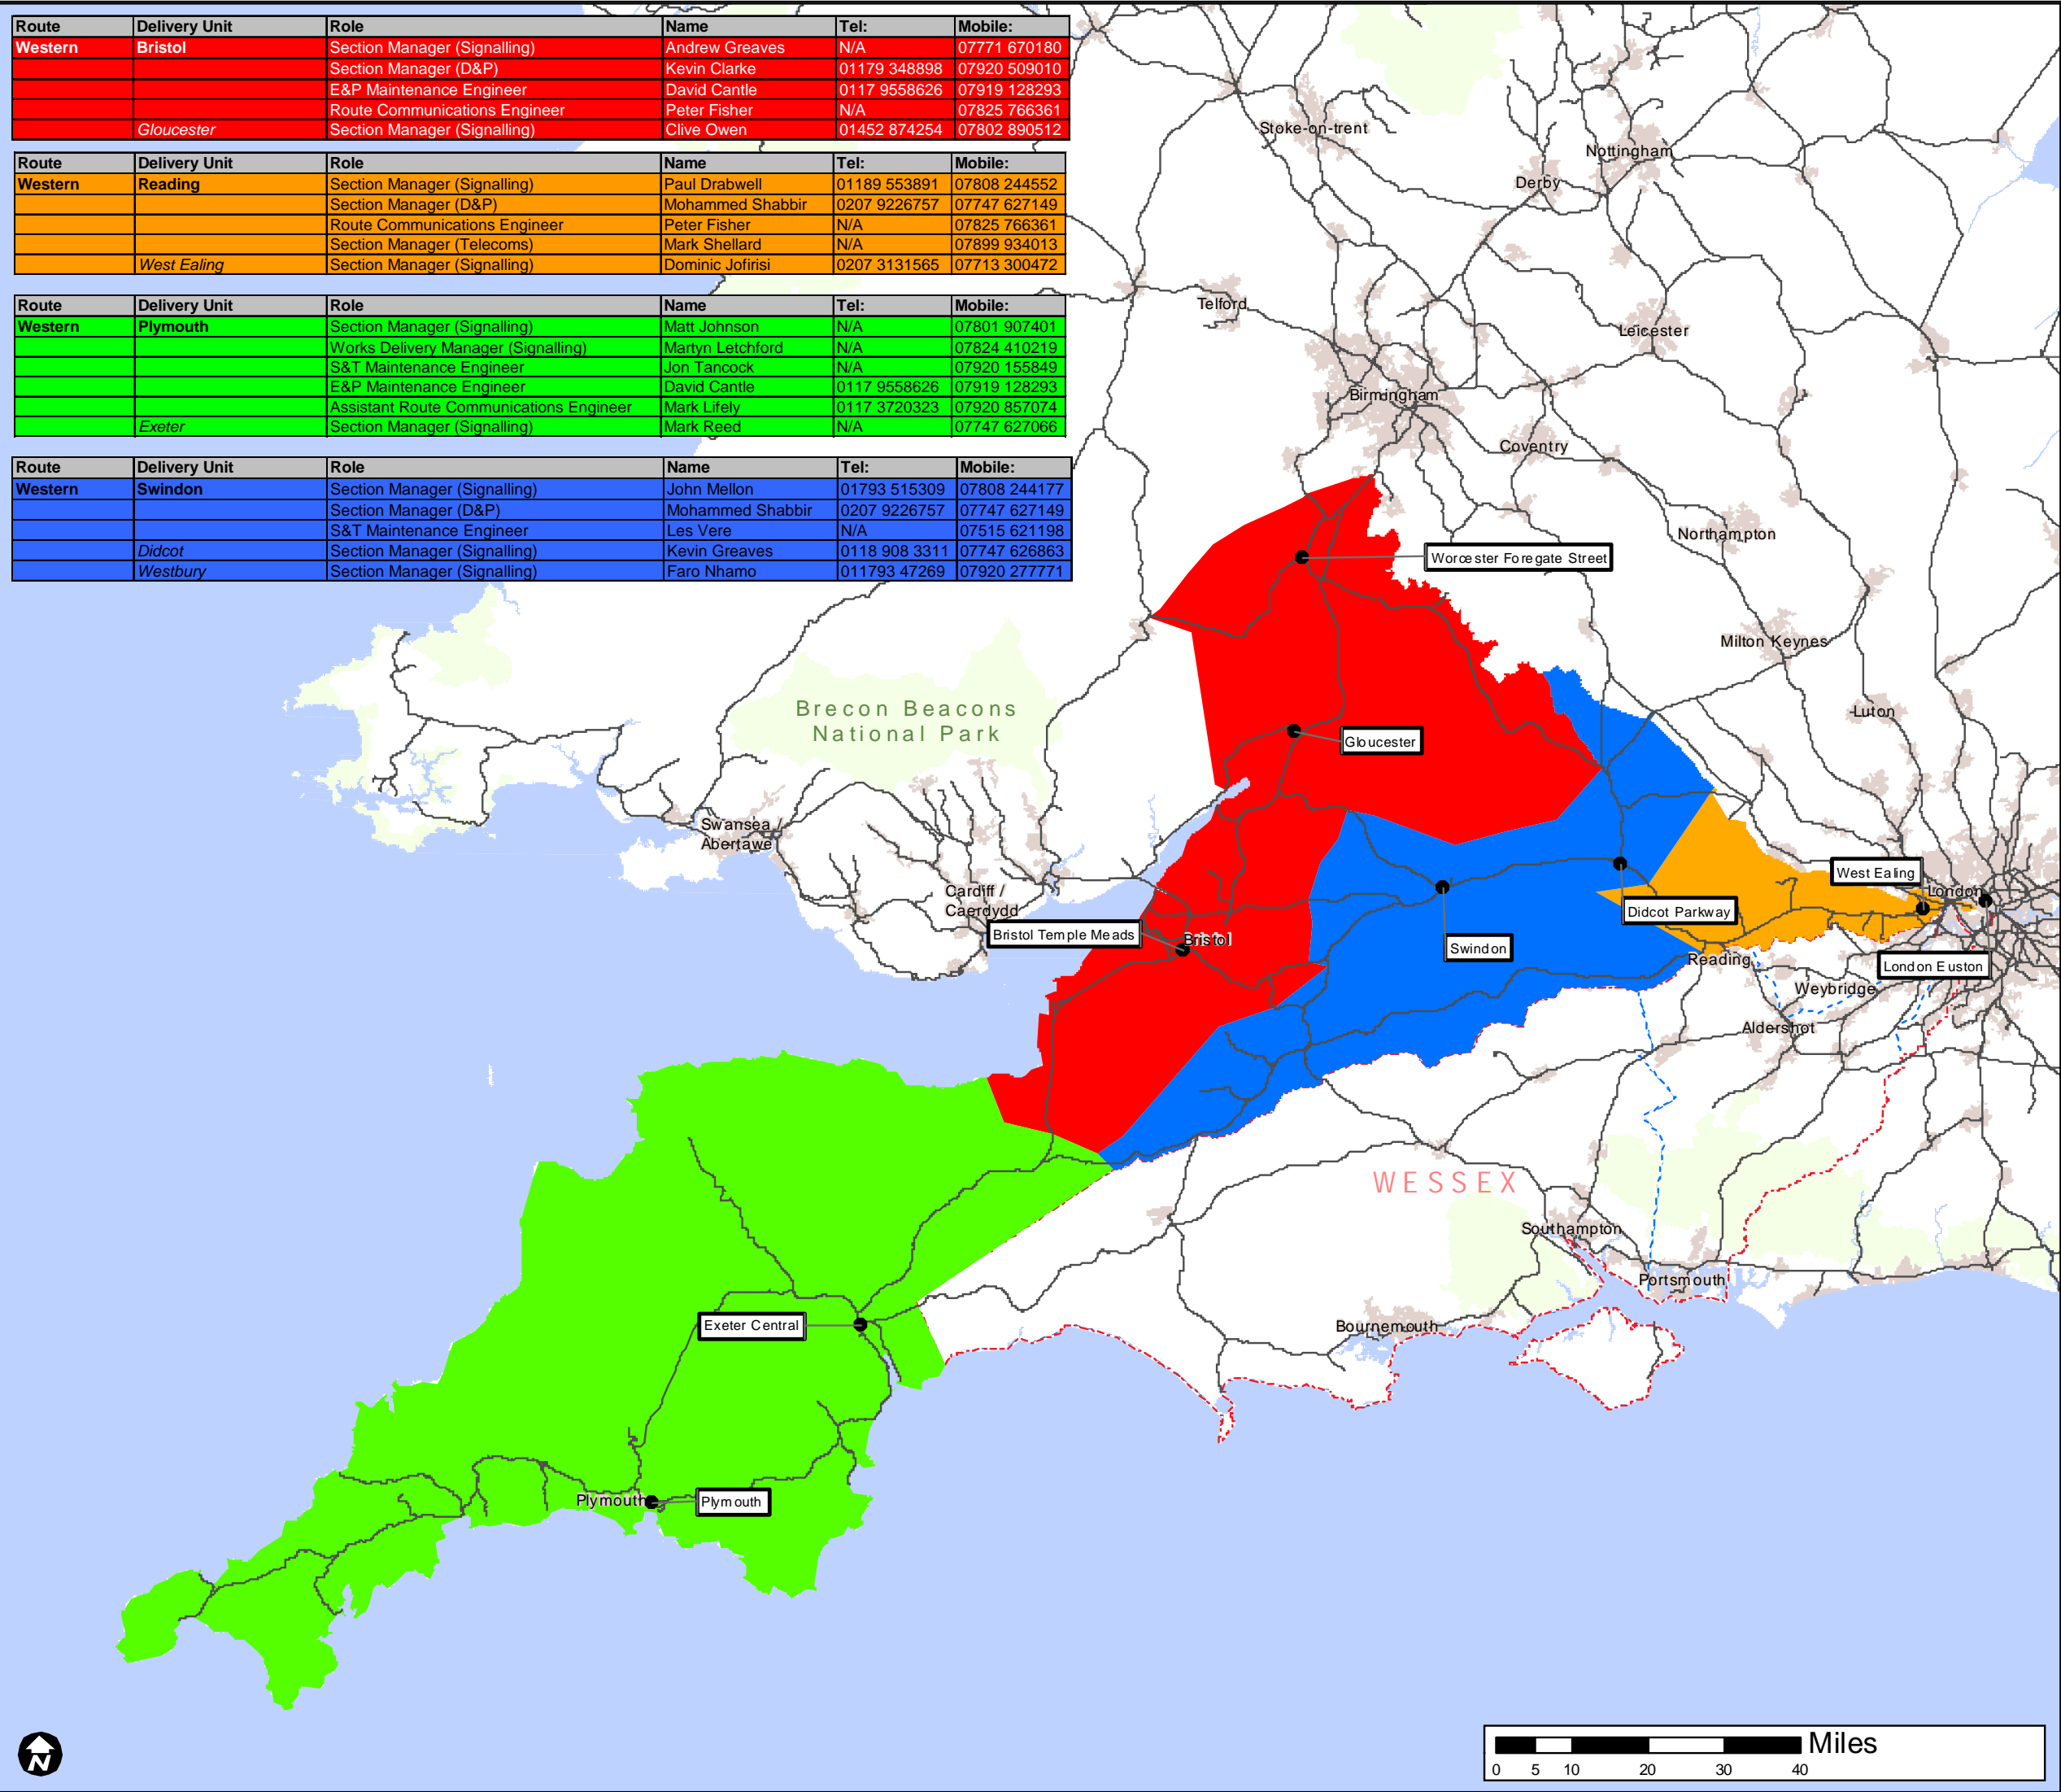 Route Delivery Unit Role Name Tel: Mobile:
Western Bristol Section Manager (Signalling) Andrew Greaves N/A 07771 670180
Section Manager (D&P) Kevin Clarke 01179 348898 07920 509010
E&P Maintenance Engineer David Cantle 0117 9558626 07919 128293
Route Communications Engineer Peter Fisher N/A 07825 766361
Gloucester Section Manager (Signalling) Clive Owen 01452 874254 07802 890512
Route Delivery Unit Role Name Tel: Mobile:
Western Reading Section Manager (Signalling) Paul Drabwell 01189 553891 07808 244552
Section Manager (D&P) Mohammed Shabbir 0207 9226757 07747 627149
Route Communications Engineer Peter Fisher N/A 07825 766361
Section Manager (Telecoms) Mark Shellard N/A 07899 934013
West Ealing Section Manager (Signalling) Dominic Jofirisi 0207 3131565 07713 300472
Route Delivery Unit Role Name Tel: Mobile:
Western Plymouth Section Manager (Signalling) Matt Johnson N/A 07801 907401
Works Delivery Manager (Signalling) Martyn Letchford N/A 07824 410219
S&T Maintenance Engineer Jon Tancock N/A 07920 155849
E&P Maintenance Engineer David Cantle 0117 9558626 07919 128293
Assistant Route Communications Engineer Mark Lifely 0117 3720323 07920 857074
Exeter Section Manager (Signalling) Mark Reed N/A 07747 627066
Route Delivery Unit Role Name Tel: Mobile:
Western Swindon Section Manager (Signalling) John Mellon 01793 515309 07808 244177
Section Manager (D&P) Mohammed Shabbir 0207 9226757 07747 627149
S&T Maintenance Engineer Les Vere N/A 07515 621198
Didcot Section Manager (Signalling) Kevin Greaves 0118 908 3311 07747 626863
Westbury Section Manager (Signalling) Faro Nhamo 011793 47269 07920 277771
Stoke-on-trent
Nottingham
Derby
Telford
Leicester
Birmingham
Coventry
Northampton
Worcester Foregate Street
Milton Keynes
Brecon Beacons
National Park
Luton
Gloucester
Swansea /
Abertawe
West Ealing
London
Cardiff /
Caerdydd
Didcot Parkway
Bristol Temple Meads
Bristol
Swindon
Reading
London Euston
Weybridge
Aldershot
WESSEX
Southampton
Portsmouth
Exeter Central
Bournemouth
Plymouth
Plymouth
N
Miles
0 5 10 20 30 40